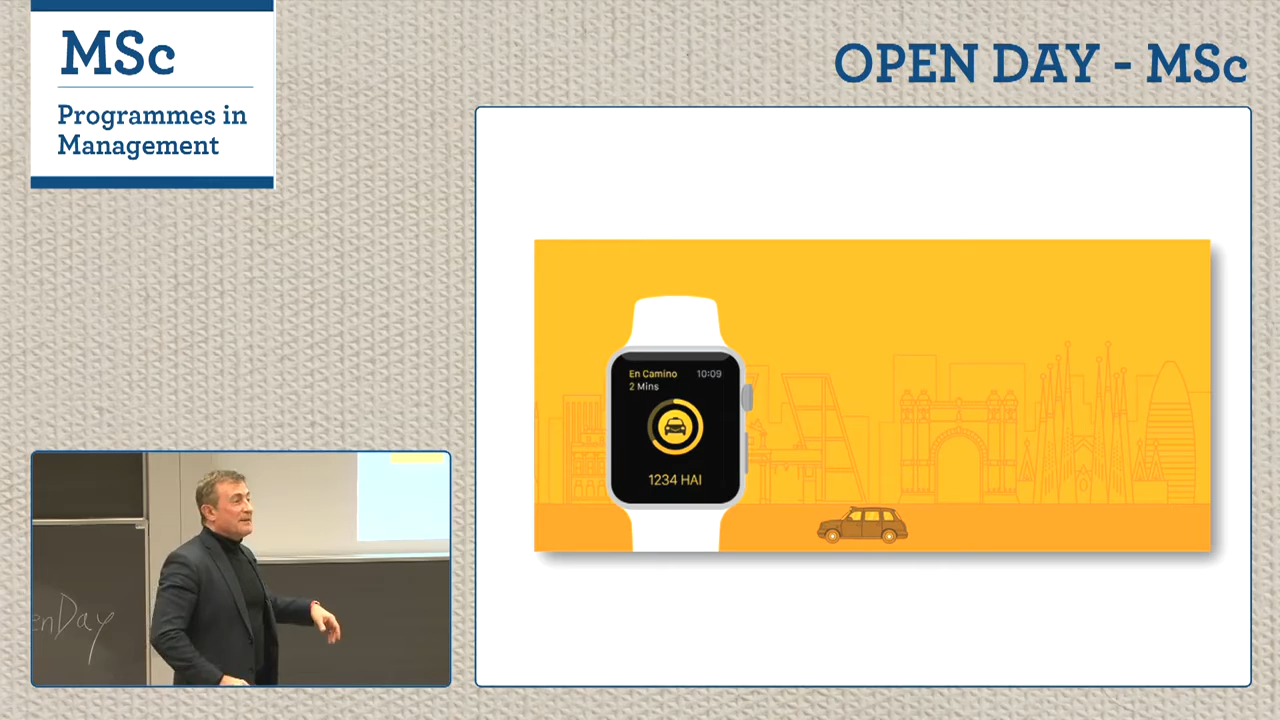 MSc
Programmes in
Management
OPEN DAY - MSc
En Camino 10:09
2 Mins
1234 HAI
enDay